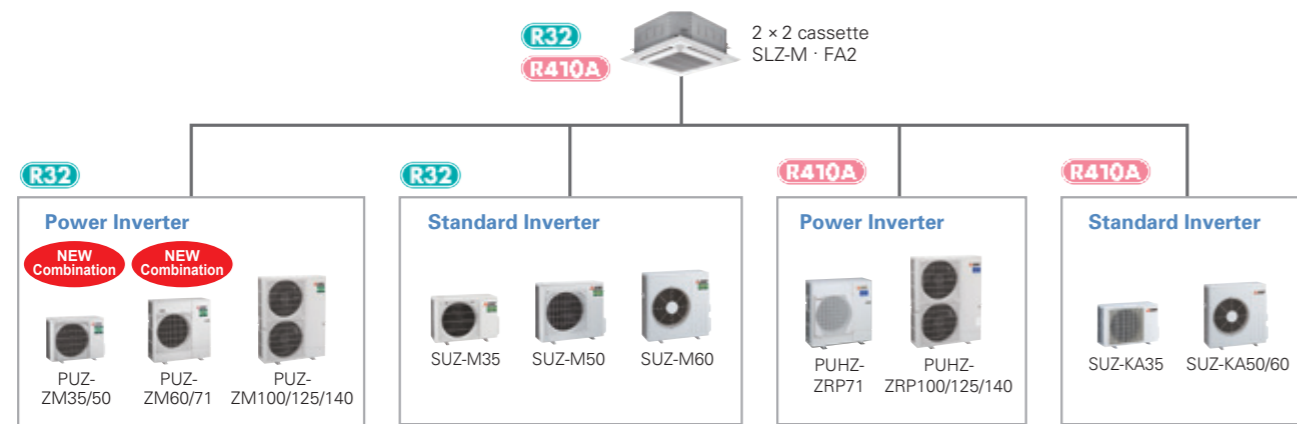 R32
R410A
2 × 2 cassette
SLZ-M · FA2
R32
Power Inverter
NEW
Combination
NEW
Combination
PUZ-
ZM35/50
PUZ-
ZM60/71
PUZ-
ZM100/125/140
R32
Standard Inverter
SUZ-M35
SUZ-M50
SUZ-M60
R410A
Power Inverter
PUHZ-
ZRP71
PUHZ-
ZRP100/125/140
R410A
Standard Inverter
SUZ-KA35
SUZ-KA50/60